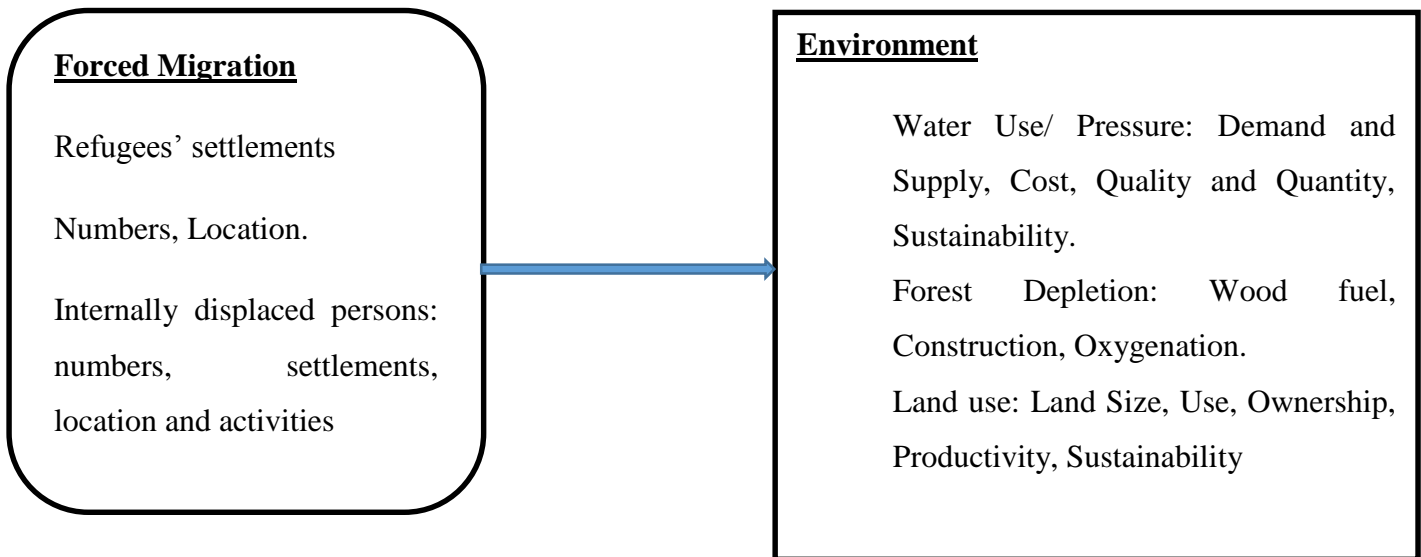 Forced Migration
Refugees’ settlements
Numbers, Location.
Internally displaced persons:
numbers, settlements,
location and activities
Environment
Water Use/ Pressure: Demand and
Supply, Cost, Quality and Quantity,
Sustainability.
Forest Depletion: Wood fuel,
Construction, Oxygenation.
Land use: Land Size, Use, Ownership,
Productivity, Sustainability